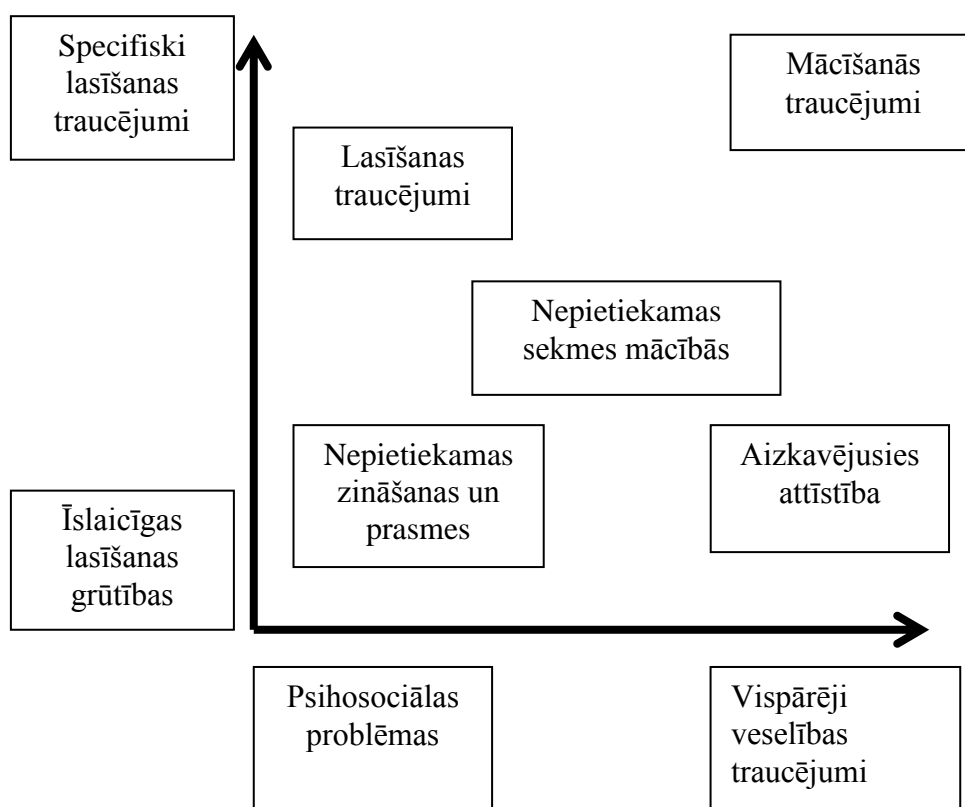 Specifiski
lasīšanas
traucējumi
Mācīšanās
traucējumi
Lasīšanas
traucējumi
Nepietiekamas
sekmes mācībās
Nepietiekamas
zināšanas un
prasmes
Aizkavējusies
attīstība
Īslaicīgas
lasīšanas
grūtības
Psihosociālas
problēmas
Vispārēji
veselības
traucējumi